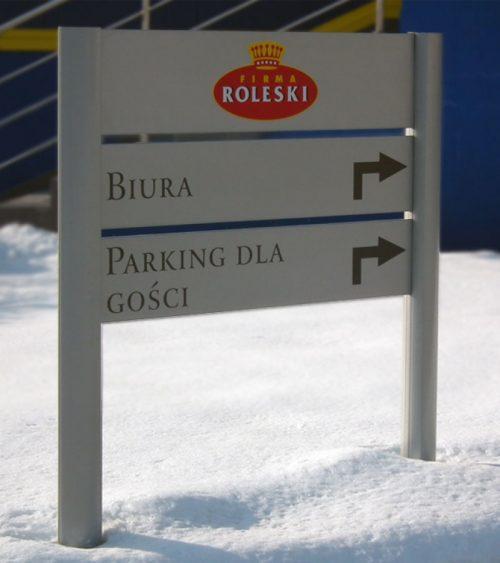 FIRMA
ROLESKI
BIURA
PARKING DLA
GOŚCI